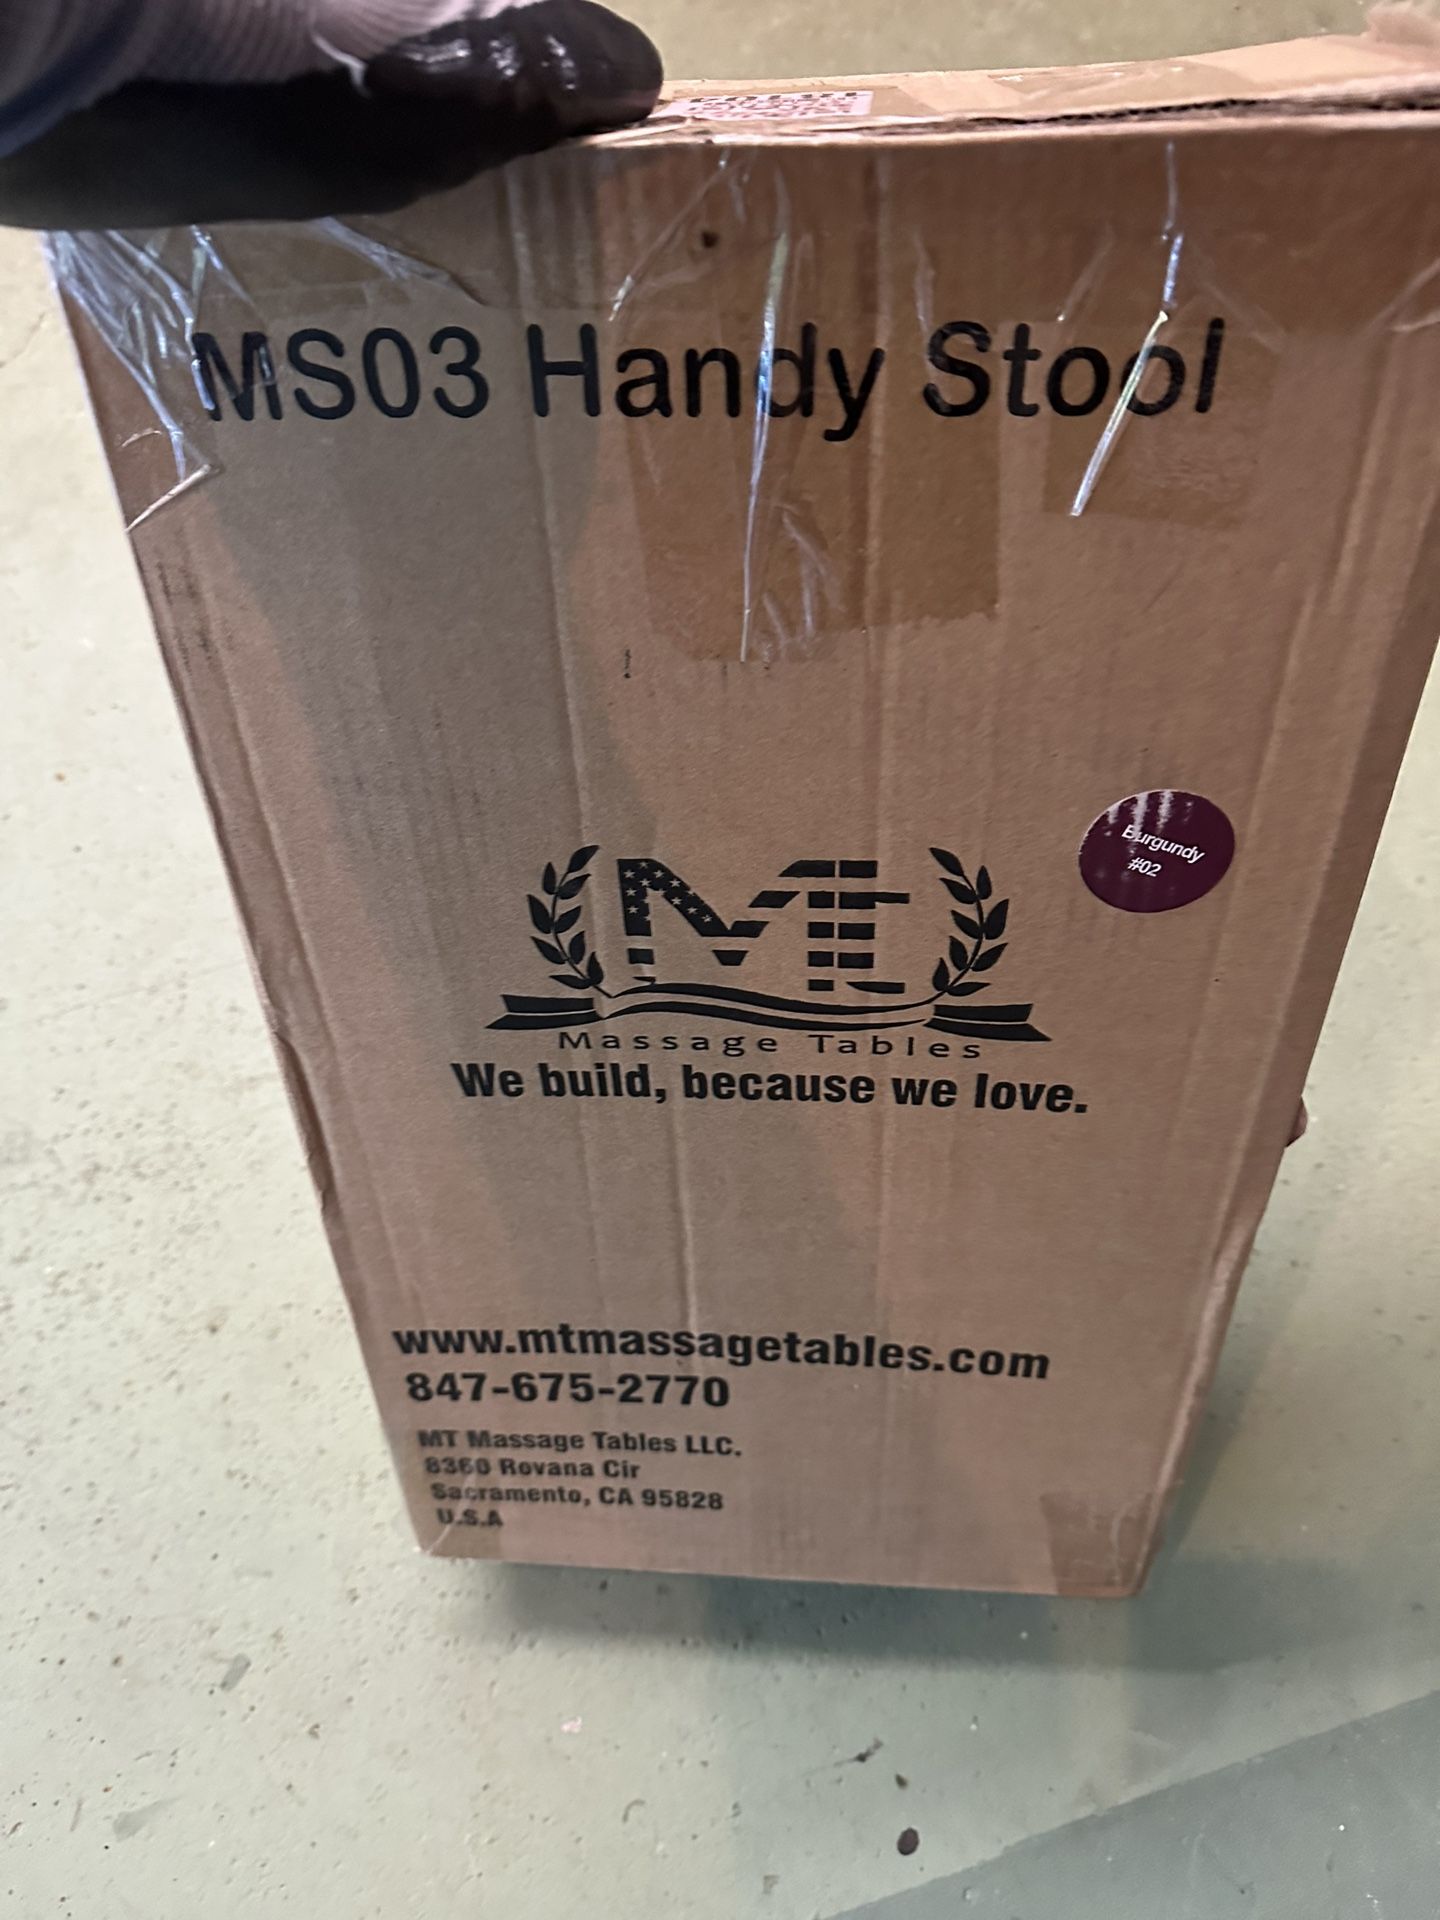 MS03 Handy Stool
Burgundy
#02
Mt
Massage Tables
We build, because we love.
www.mtmassagetables.com
847-675-2770
MT Massage Tables LLC.
8360 Rovana Cir
Sacramento, CA 95828
U.S.A